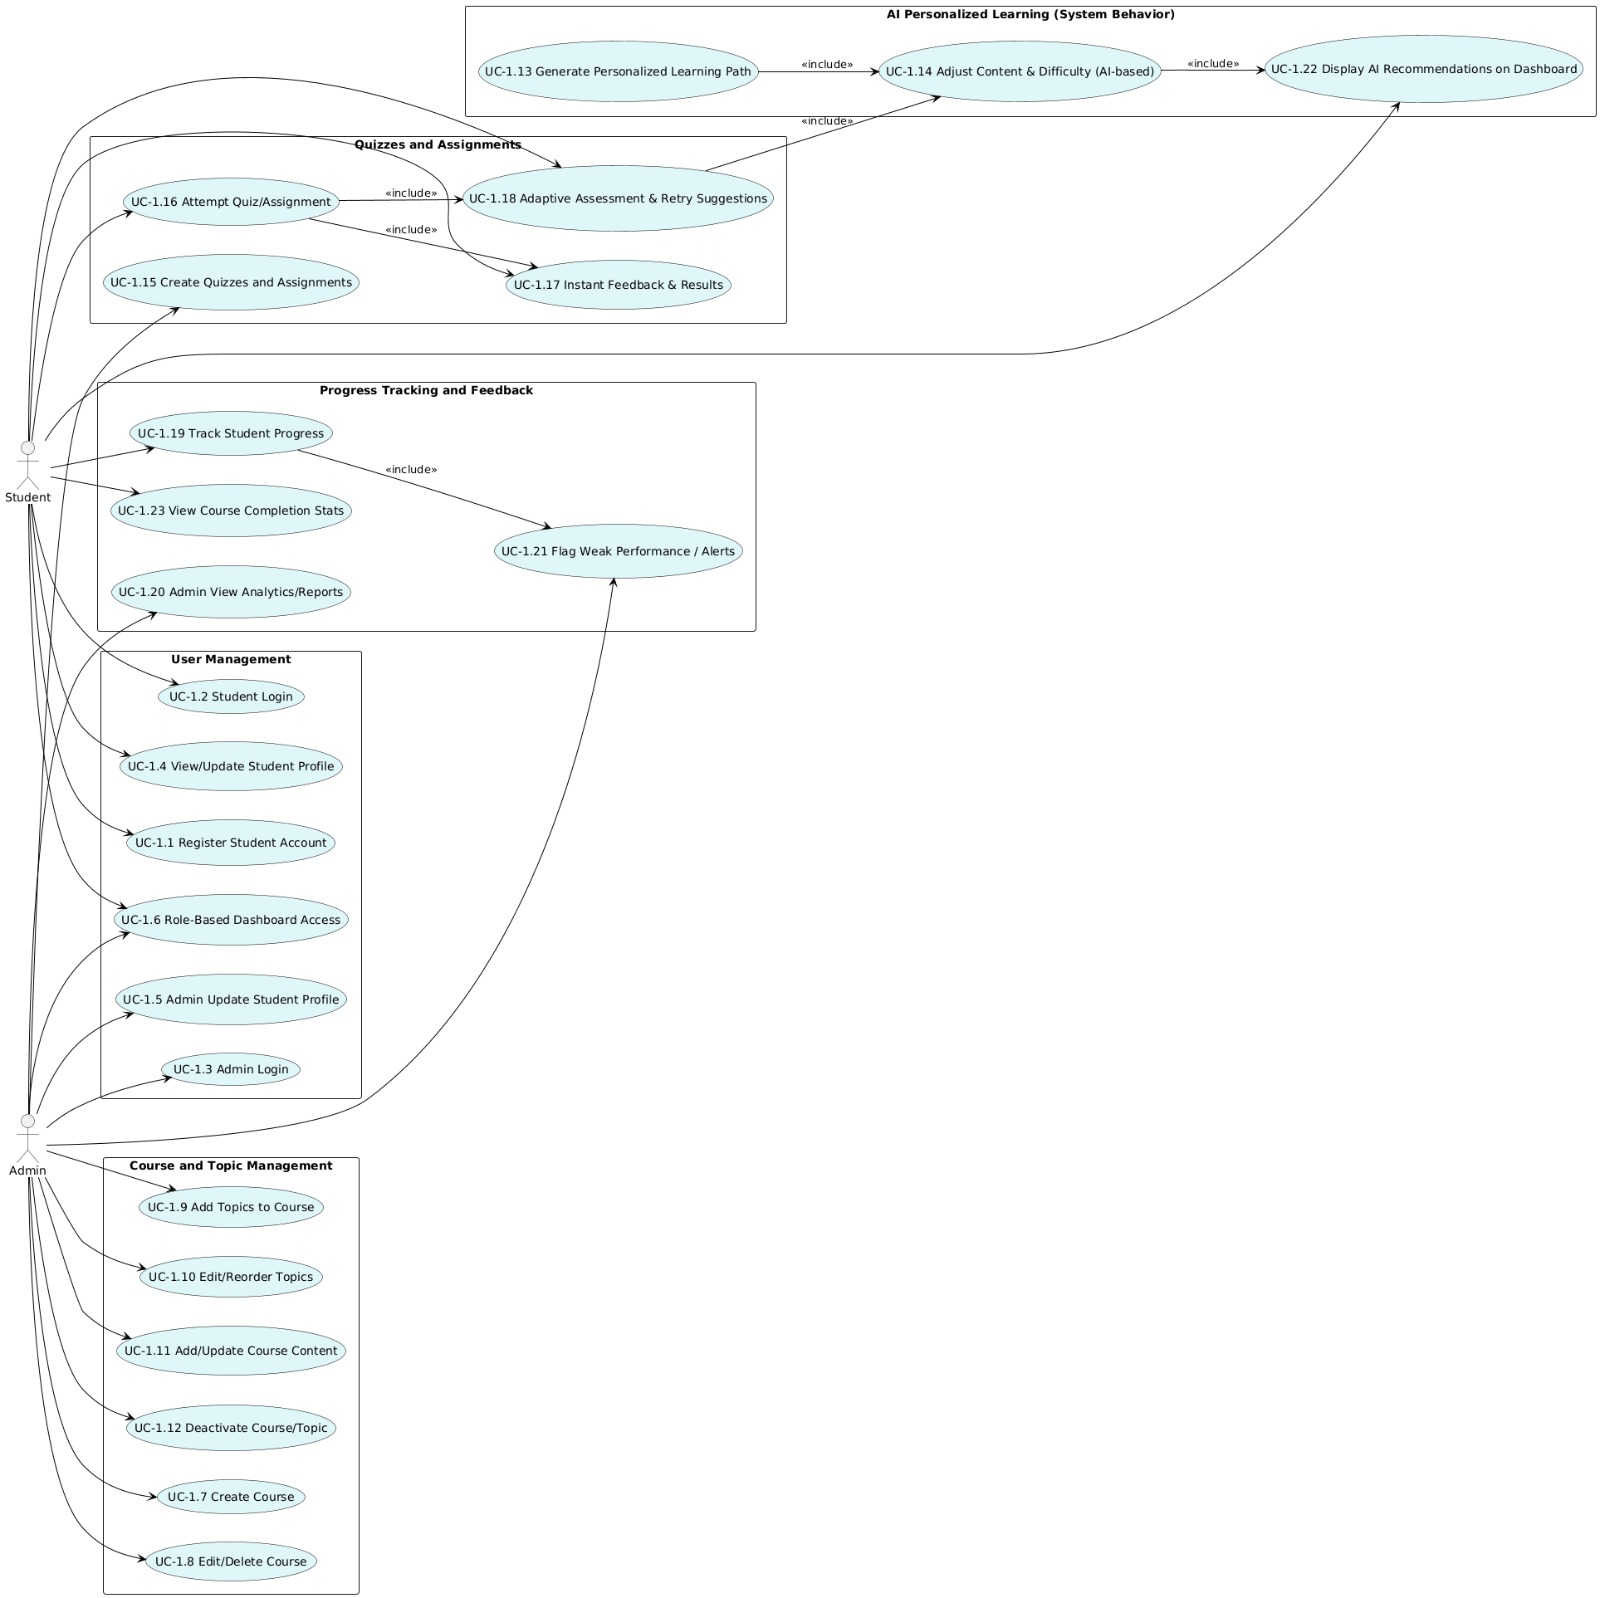 AI Personalized Learning (System Behavior)
UC-1.13 Generate Personalized Learning Path
«include»
UC-1.14 Adjust Content & Difficulty (AI-based)
«include»
UC-1.22 Display AI Recommendations on Dashboard
«include»
Quizzes and Assignments
UC-1.16 Attempt Quiz/Assignment
«include»
UC-1.18 Adaptive Assessment & Retry Suggestions
«include»
UC-1.15 Create Quizzes and Assignments
UC-1.17 Instant Feedback & Results
Progress Tracking and Feedback
UC-1.19 Track Student Progress
«include»
UC-1.23 View Course Completion Stats
UC-1.21 Flag Weak Performance / Alerts
UC-1.20 Admin View Analytics/Reports
Student
User Management
UC-1.2 Student Login
UC-1.4 View/Update Student Profile
UC-1.1 Register Student Account
UC-1.6 Role-Based Dashboard Access
UC-1.5 Admin Update Student Profile
UC-1.3 Admin Login
Admin
Course and Topic Management
UC-1.9 Add Topics to Course
UC-1.10 Edit/Reorder Topics
UC-1.11 Add/Update Course Content
UC-1.12 Deactivate Course/Topic
UC-1.7 Create Course
UC-1.8 Edit/Delete Course